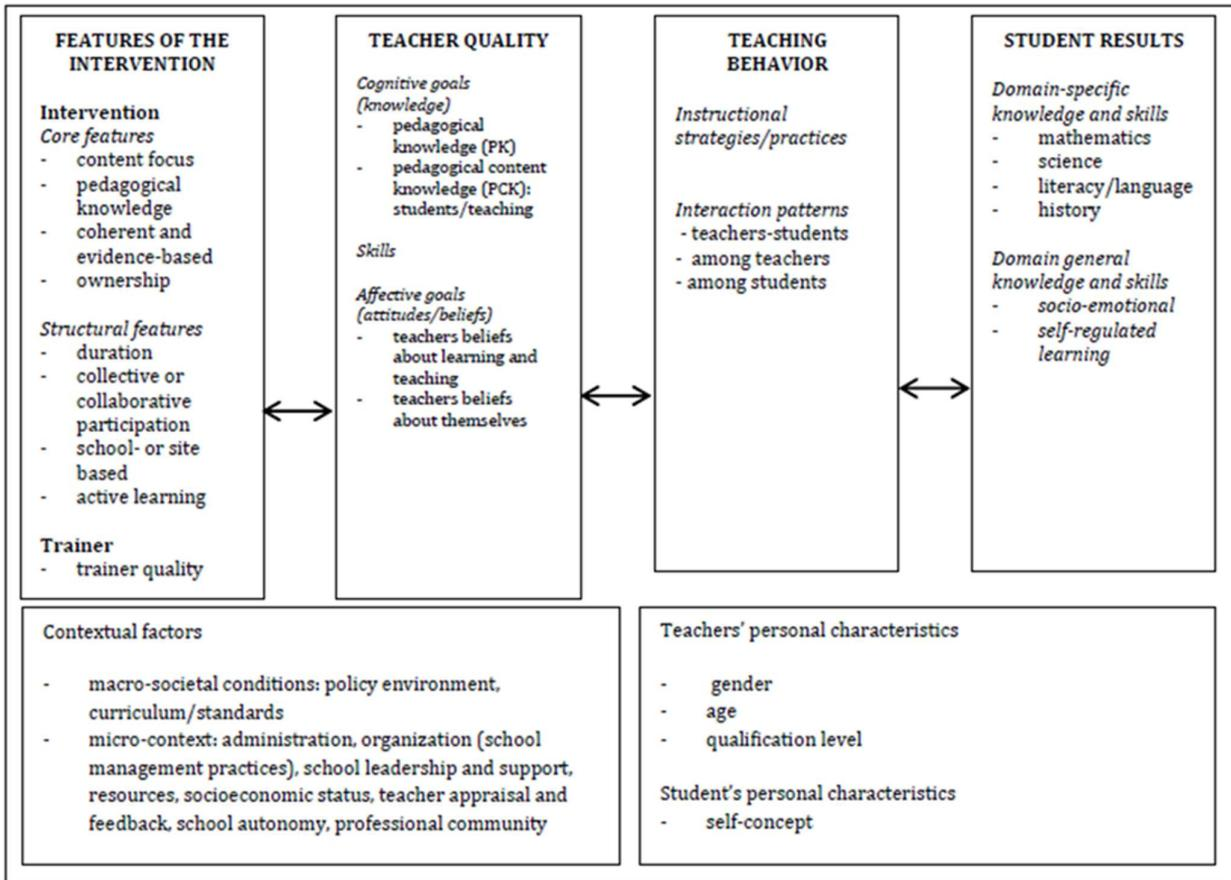 FEATURES OF THE
INTERVENTION
Intervention
Core features
- content focus
- pedagogical
knowledge
- coherent and
evidence-based
- ownership
Structural features
- duration
- collective or
collaborative
participation
- school- or site
based
- active learning
Trainer
- trainer quality
TEACHER QUALITY
Cognitive goals
(knowledge)
- pedagogical
knowledge (PK)
- pedagogical content
knowledge (PCK):
students/teaching
Skills
Affective goals
(attitudes/beliefs)
- teachers beliefs
about learning and
teaching
- teachers beliefs
about themselves
TEACHING
BEHAVIOR
Instructional
strategies/practices
Interaction patterns
- teachers-students
- among teachers
- among students
STUDENT RESULTS
Domain-specific
knowledge and skills
- mathematics
- science
- literacy/language
- history
Domain general
knowledge and skills
- socio-emotional
- self-regulated
learning
Contextual factors
- macro-societal conditions: policy environment,
curriculum/standards
- micro-context: administration, organization (school
management practices), school leadership and support,
resources, socioeconomic status, teacher appraisal and
feedback, school autonomy, professional community
Teachers' personal characteristics
- gender
- age
- qualification level
Student's personal characteristics
- self-concept